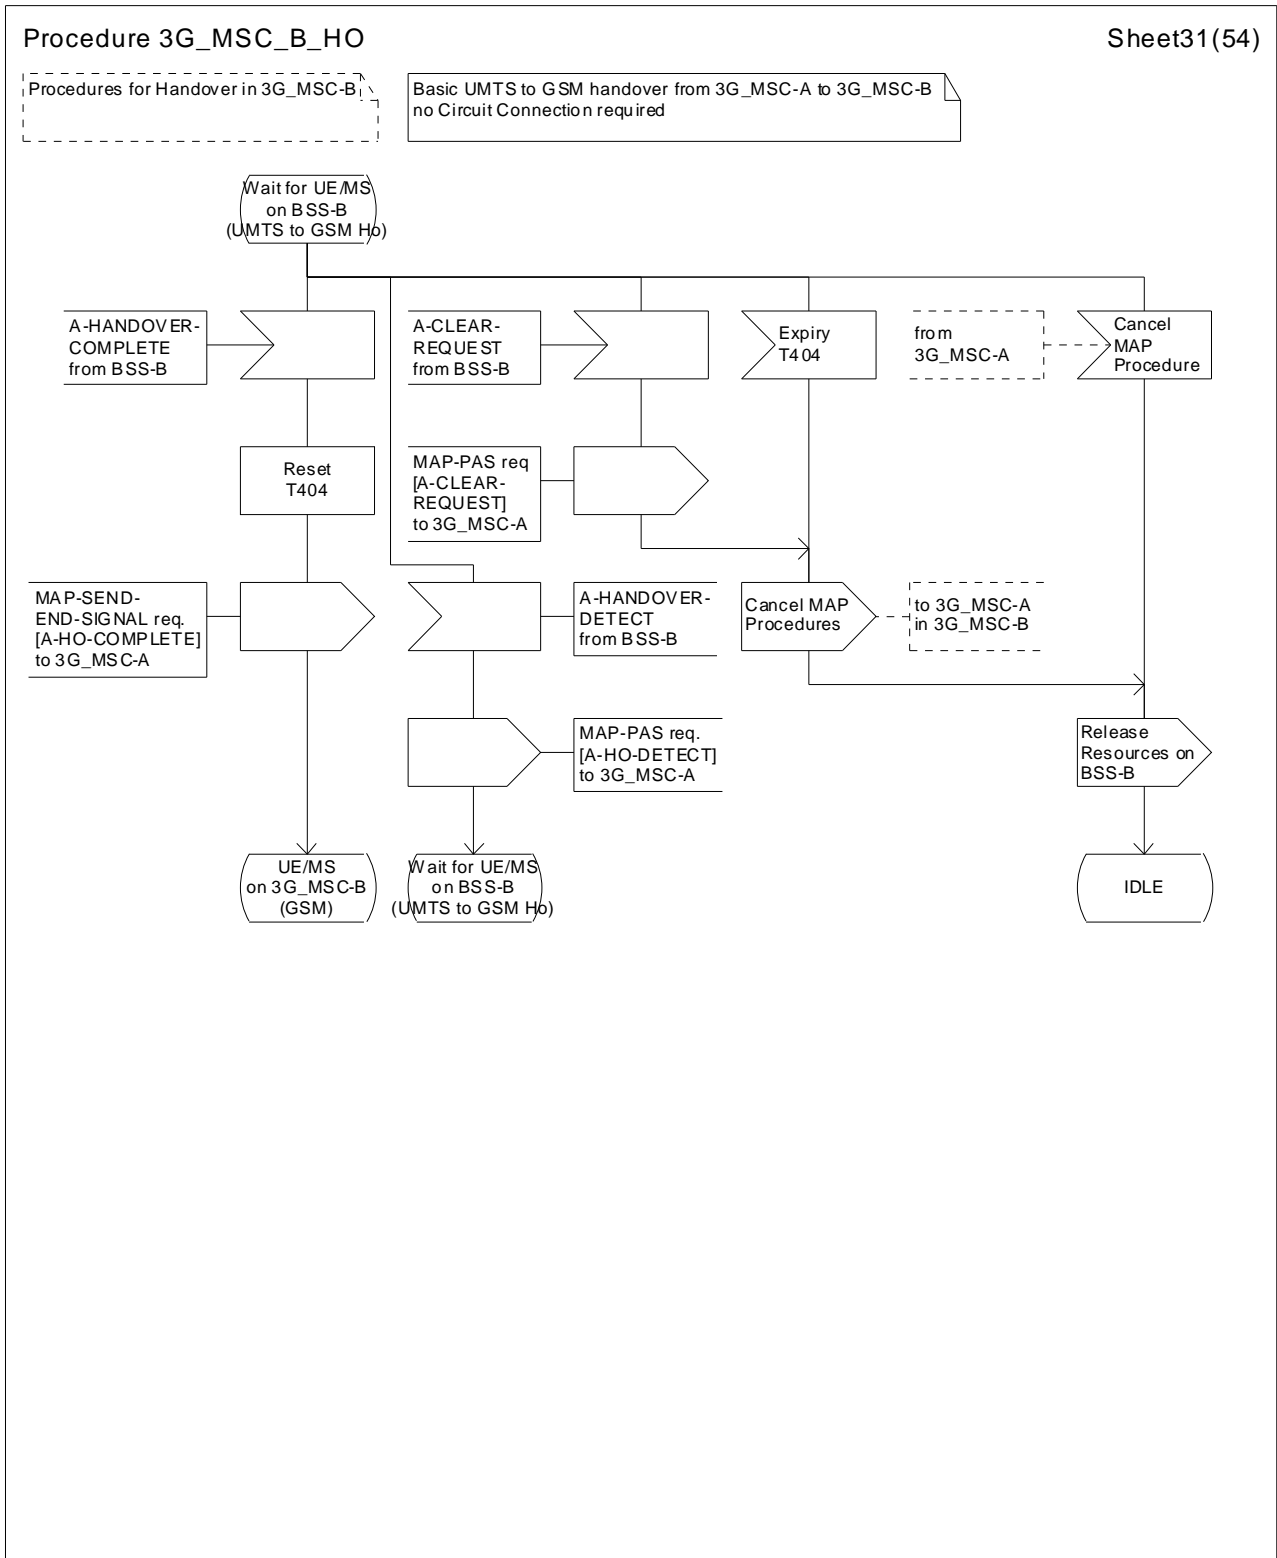 Procedure 3G_MSC_B_HO
Sheet31(54)
Procedures for Handover in 3G_MSC-B
Basic UMTS to GSM handover from 3G_MSC-A to 3G_MSC-B
no Circuit Connection required
Wait for UE/MS
on BSS-B
(UMTS to GSM Ho)
A-HANDOVER-
COMPLETE
from BSS-B
A-CLEAR-
REQUEST
from BSS-B
Expiry
T404
from
3G_MSC-A
Cancel
MAP
Procedure
Reset
T404
MAP-PAS req
[A-CLEAR-
REQUEST]
to 3G_MSC-A
MAP-SEND-
END-SIGNAL req.
[A-HO-COMPLETE]
to 3G_MSC-A
A-HANDOVER-
DETECT
from BSS-B
Cancel MAP
Procedures
to 3G_MSC-A
in 3G_MSC-B
MAP-PAS req.
[A-HO-DETECT]
to 3G_MSC-A
Release
Resources on
BSS-B
UE/MS
on 3G_MSC-B
(GSM)
Wait for UE/MS
on BSS-B
(UMTS to GSM Ho)
IDLE